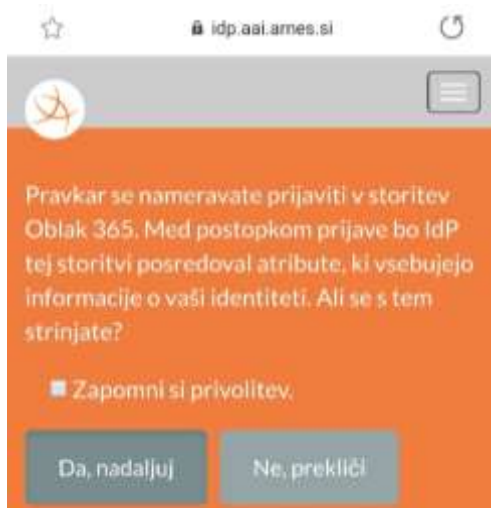 idp.aai.arnes.si
Pravkar se nameravate prijaviti v storitev
Oblak 365. Med postopkom prijave bo IdP
tej storitvi posredoval atribute, ki vsebujejo
informacije o vaši identiteti. Ali se s tem
strinjate?
Zapomni si privolitev.
Da, nadaljuj
Ne, prekliči